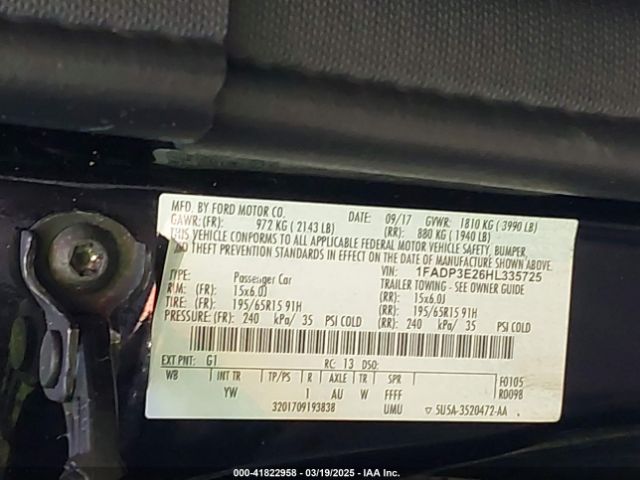 MFD. BY FORD MOTOR CO. DATE: 09/17 GVWR: 1810 KG ( 3990 LB)
GAWR: (FR): 972 KG ( 2143 LB) (RR): 880 KG ( 1940 LB)
THIS VEHICLE CONFORMS TO ALL APPLICABLE FEDERAL MOTOR VEHICLE SAFETY, BUMPER,
AND THEFT PREVENTION STANDARDS IN EFFECT ON THE DATE OF MANUFACTURE SHOWN ABOVE.
VIN: 1FADP3E26HL335725
TYPE: Passenger Car TRAILER TOWING - SEE OWNER GUIDE
RIM: (FR): 15x6.0J (RR): 15x6.0J
TIRE: (FR): 195/65R15 91H (RR): 195/65R15 91H
PRESSURE: (FR): 240 kPa/ 35 PSI COLD (RR): 240 kPa/ 35 PSI COLD
EXT PNT: G1 RC: 13 DSO: F0105
WB INT TR TP/PS R AXLE TR SPR R0098
YW 1 AU W FFFF
3201709193838 UMU ▽5U5A-3520472-AA
000-41822958 - 03/19/2025 - IAA Inc.